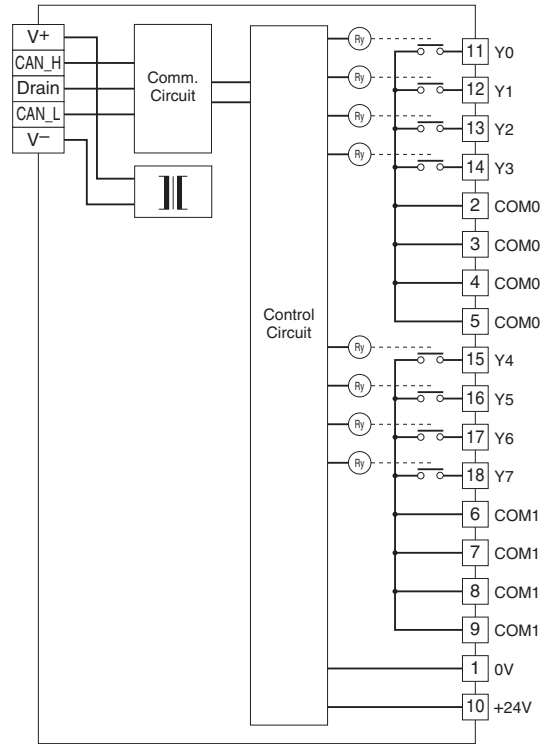 V+
CAN_H
Drain
CAN_L
V–
Comm.
Circuit
Control
Circuit
Ry
Ry
Ry
Ry
Ry
Ry
Ry
Ry
11 Y0
12 Y1
13 Y2
14 Y3
2 COM0
3 COM0
4 COM0
5 COM0
15 Y4
16 Y5
17 Y6
18 Y7
6 COM1
7 COM1
8 COM1
9 COM1
1 0V
10 +24V